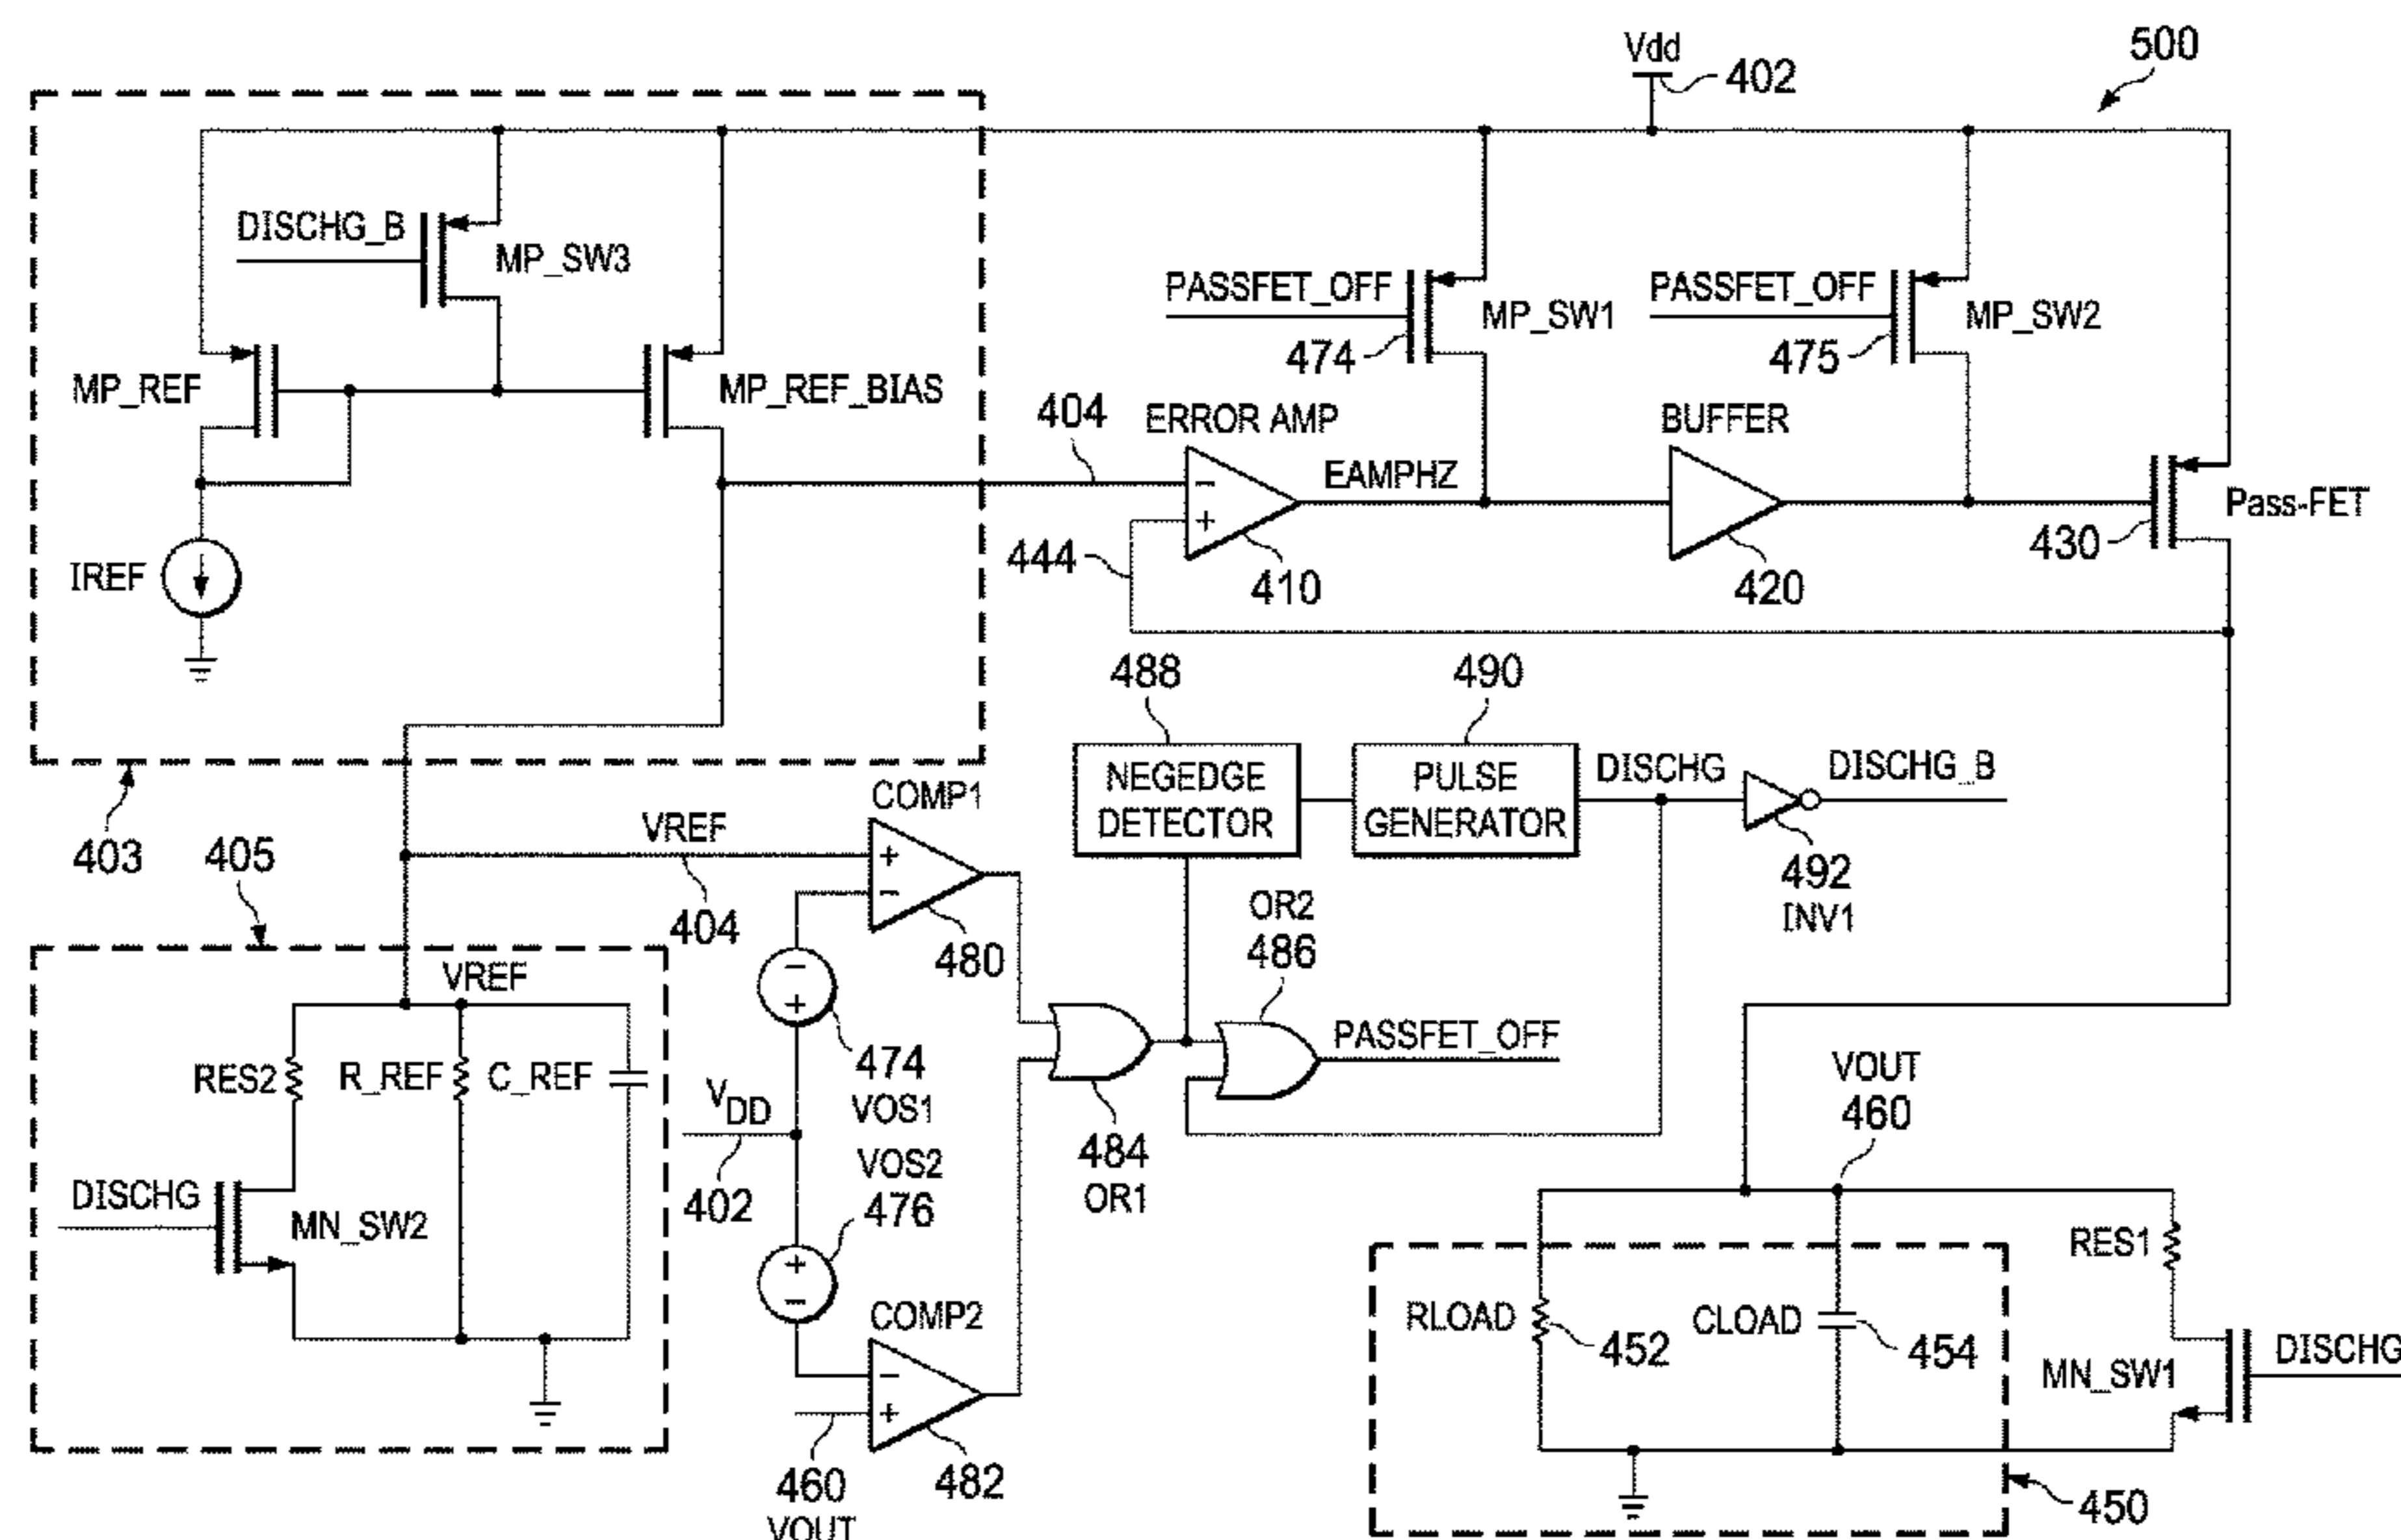 Vdd
402
500
DISCHG_B
MP_SW3
PASSFET_OFF
MP_SW1
474
PASSFET_OFF
MP_SW2
475
MP_REF
MP_REF_BIAS
404
ERROR AMP
BUFFER
EAMPHZ
-
+
444
410
420
430
Pass-FET
IREF
488
490
NEGEDGE
DETECTOR
PULSE
GENERATOR
DISCHG
DISCHG_B
492
INV1
403
405
COMP1
VREF
404
+
-
480
OR2
486
PASSFET_OFF
VREF
RES2
R_REF
C_REF
-
+
474
VOS1
VDD
402
VOS2
476
+
-
484
OR1
DISCHG
MN_SW2
VOUT
460
COMP2
-
+
460
VOUT
482
RES1
RLOAD
452
CLOAD
454
MN_SW1
DISCHG
450